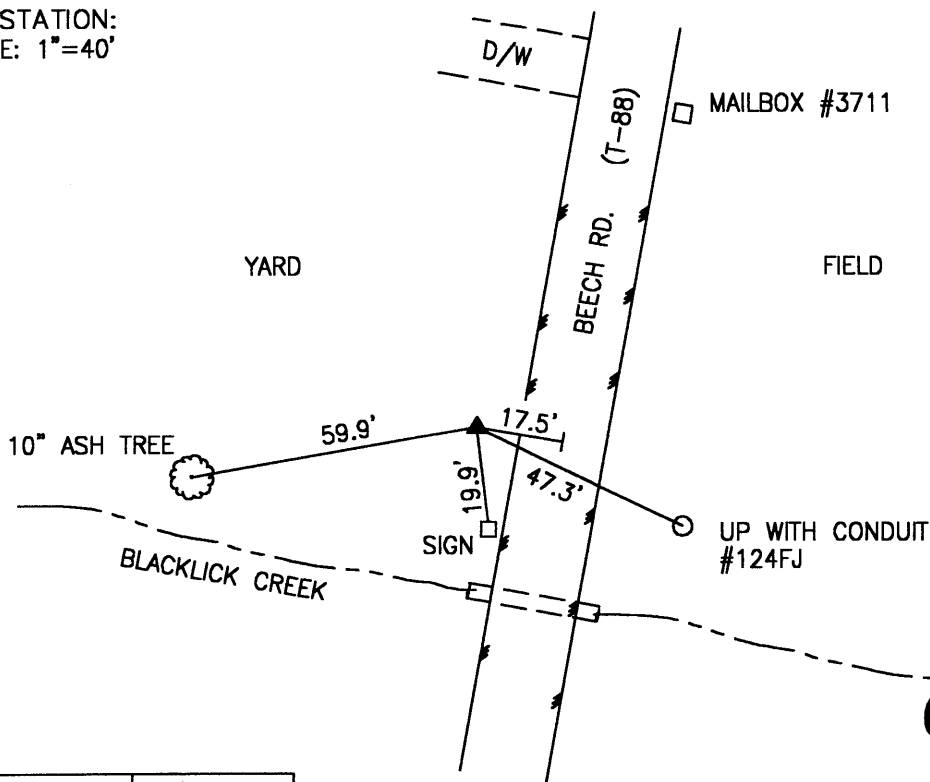 STATION:
E: 1"=40'
D/W
MAILBOX #3711
BEECH RD. (T-88)
YARD
FIELD
17.5'
59.9'
10" ASH TREE
19.9'
47.3'
SIGN
UP WITH CONDUIT
#124FJ
BLACKLICK CREEK